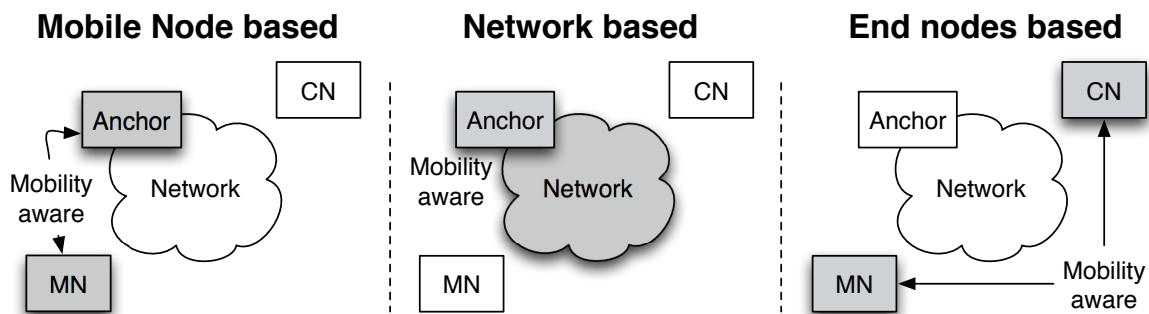 Mobile Node based
CN
Anchor
Network
Mobility
aware
MN
Network based
CN
Anchor
Mobility
aware
Network
MN
End nodes based
CN
Anchor
Network
MN
Mobility
aware